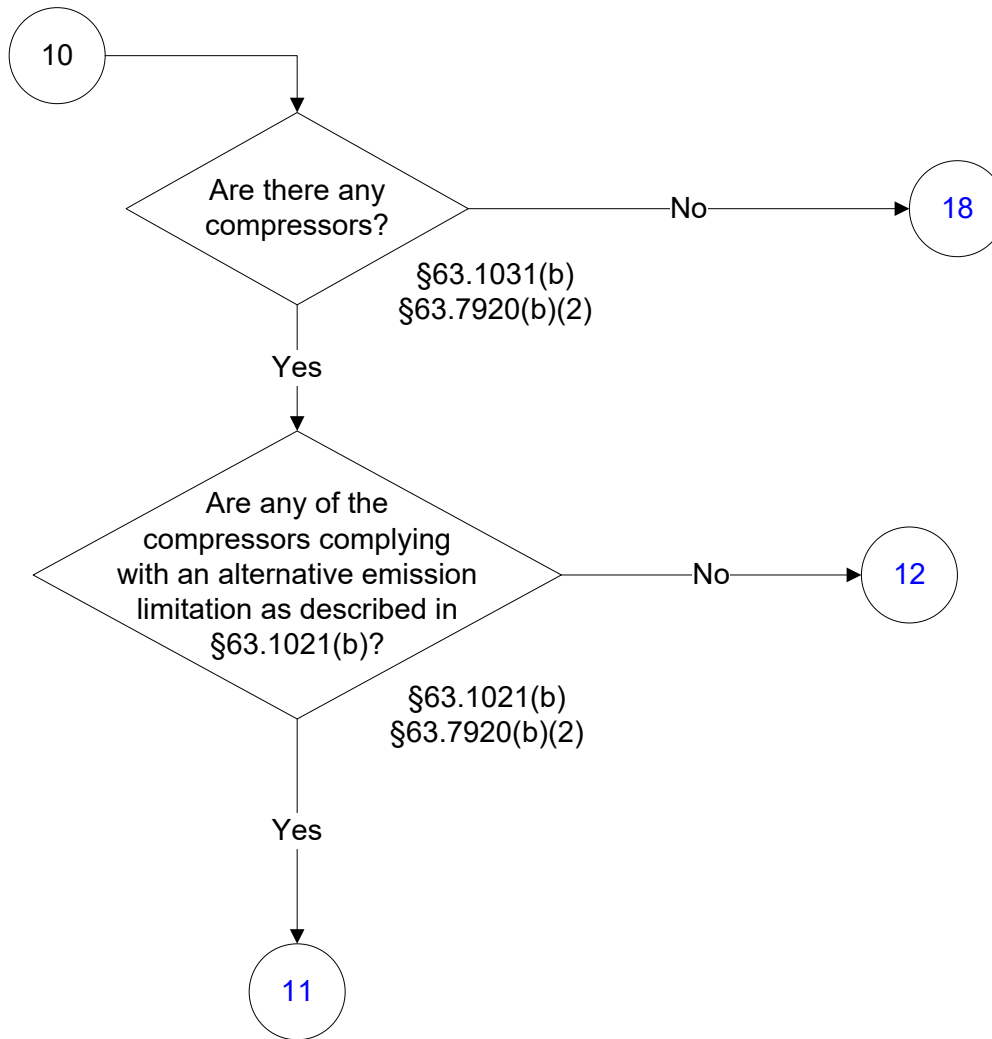 10
Are there any
compressors?
No
18
§63.1031(b)
§63.7920(b)(2)
Yes
Are any of the
compressors complying
with an alternative emission
limitation as described in
§63.1021(b)?
No
12
§63.1021(b)
§63.7920(b)(2)
Yes
11